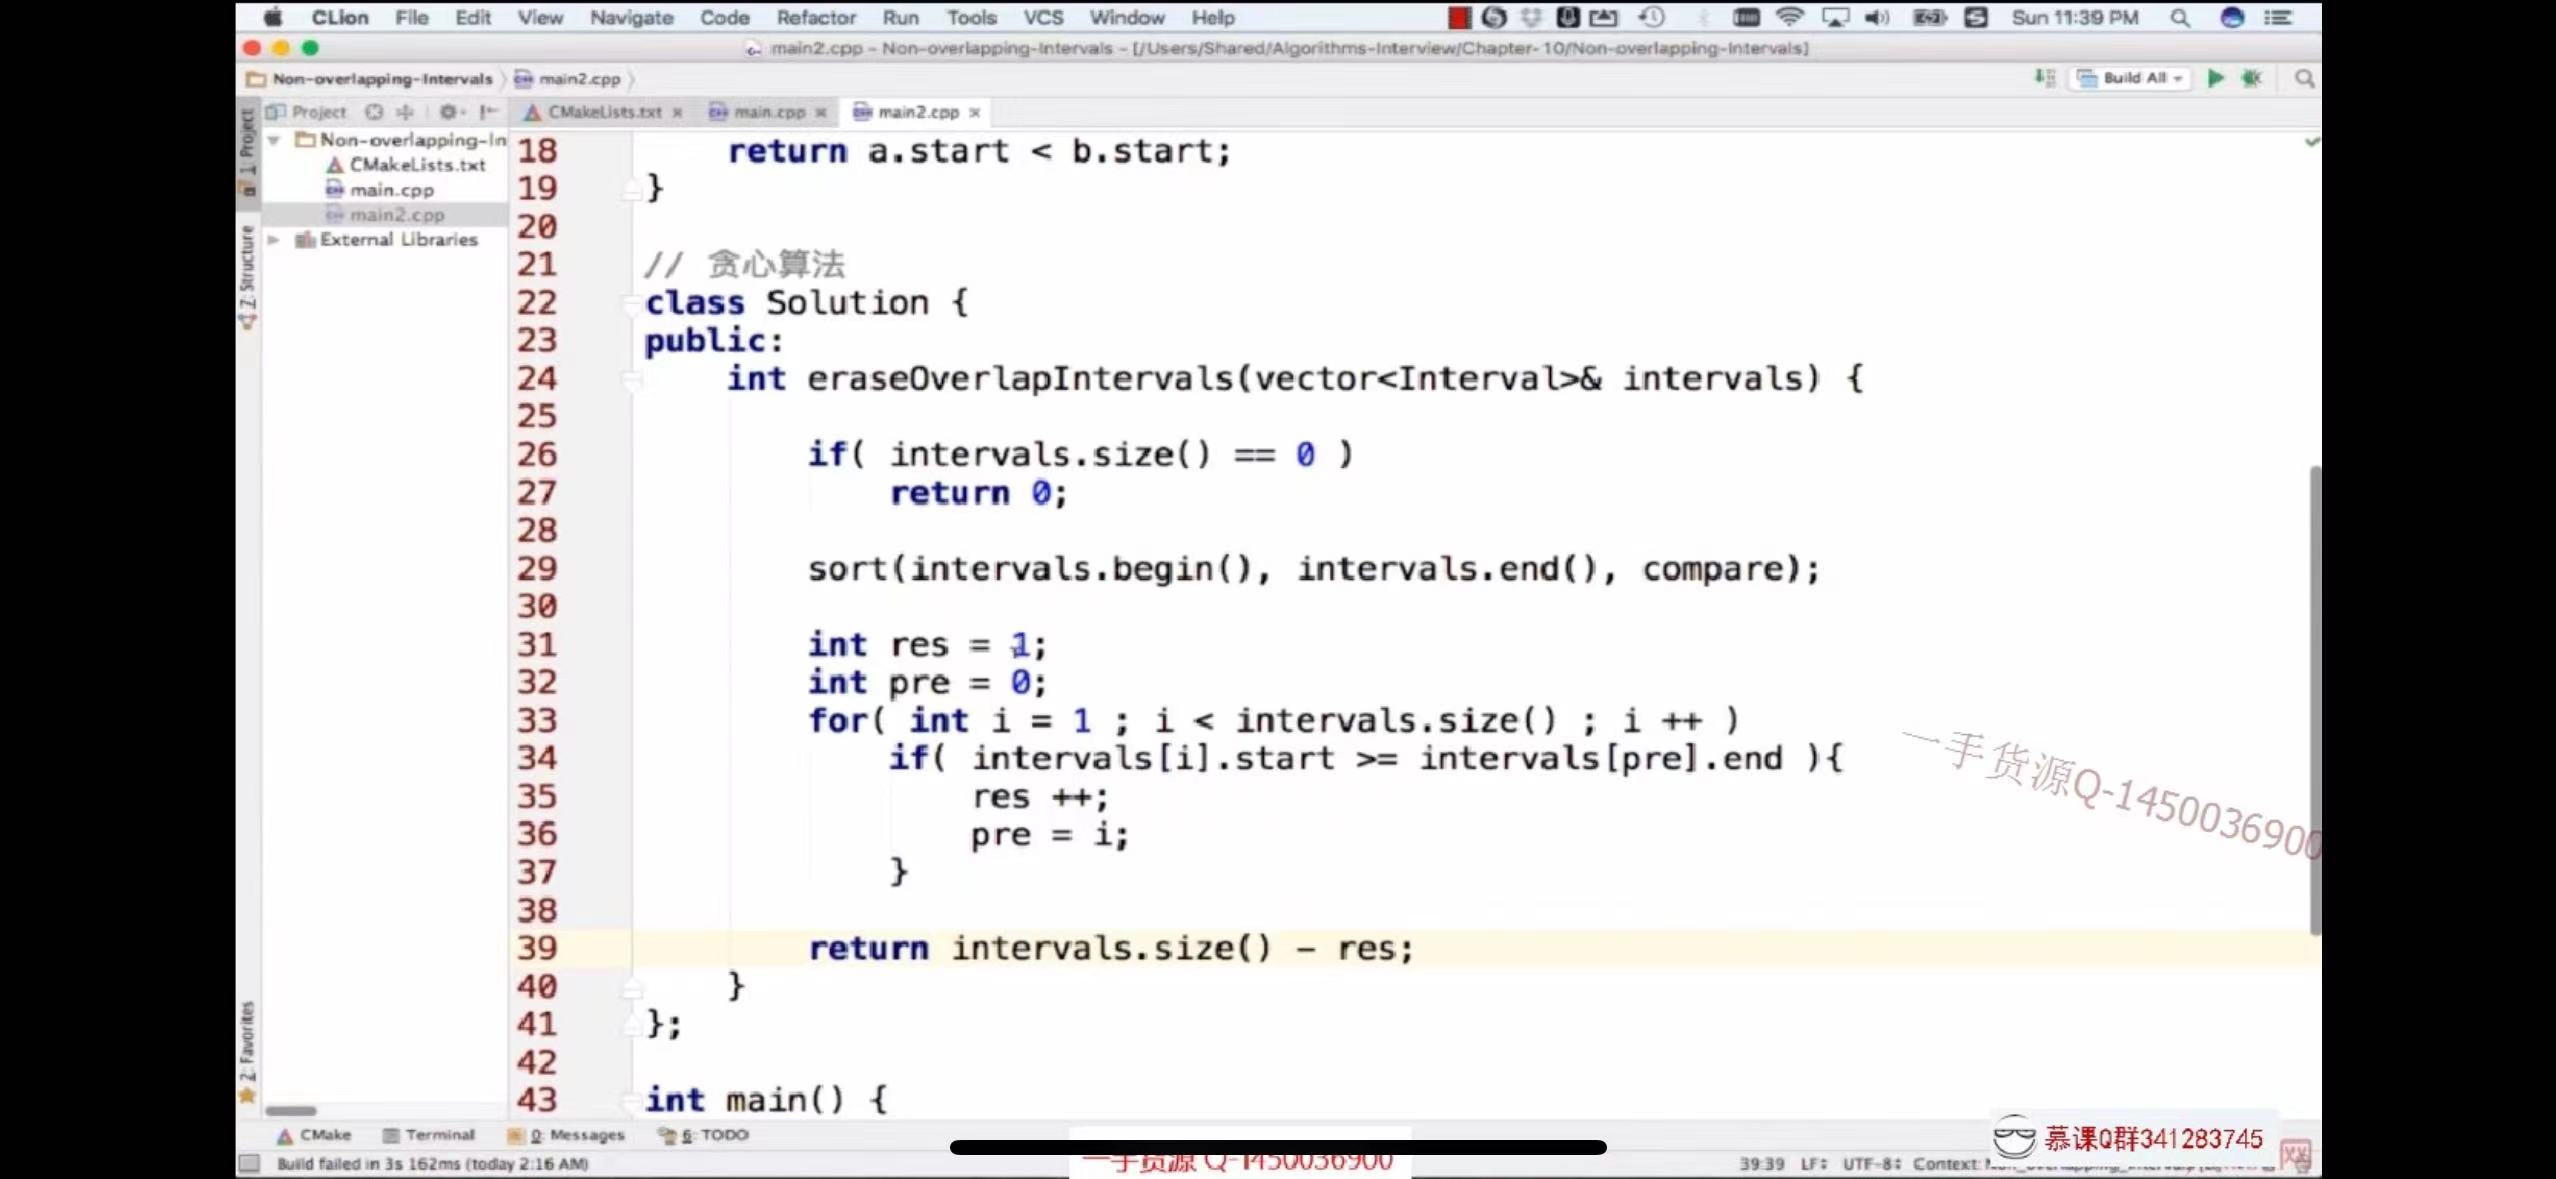 CLion File Edit View Navigate Code Refactor Run Tools VCS Window Help Sun 11:39 PM
main2.cpp - Non-overlapping-Intervals - [/Users/Shared/Algorithms-Interview/Chapter-10/Non-overlapping-Intervals]
Non-overlapping-Intervals main2.cpp Build All
Project CMakeLists.txt main.cpp main2.cpp
1: Project
Non-overlapping-In
CMakeLists.txt
main.cpp
main2.cpp
External Libraries
7: Structure
2: Favorites
18 return a.start < b.start;
19 }
20
21 // 贪心算法
22 class Solution {
23 public:
24 int eraseOverlapIntervals(vector<Interval>& intervals) {
25
26 if( intervals.size() == 0 )
27 return 0;
28
29 sort(intervals.begin(), intervals.end(), compare);
30
31 int res = 1;
32 int pre = 0;
33 for( int i = 1 ; i < intervals.size() ; i ++ )
34 if( intervals[i].start >= intervals[pre].end ){
35 res ++;
36 pre = i;
37 }
38
39 return intervals.size() - res;
40 }
41 };
42
43 int main() {
一手货源Q-1450036900
CMake Terminal 0: Messages 6: TODO
慕课Q群341283745
一手货源 Q-1450036900
Build failed in 3s 162ms (today 2:16 AM) 39:39 LF UTF-8 Context: